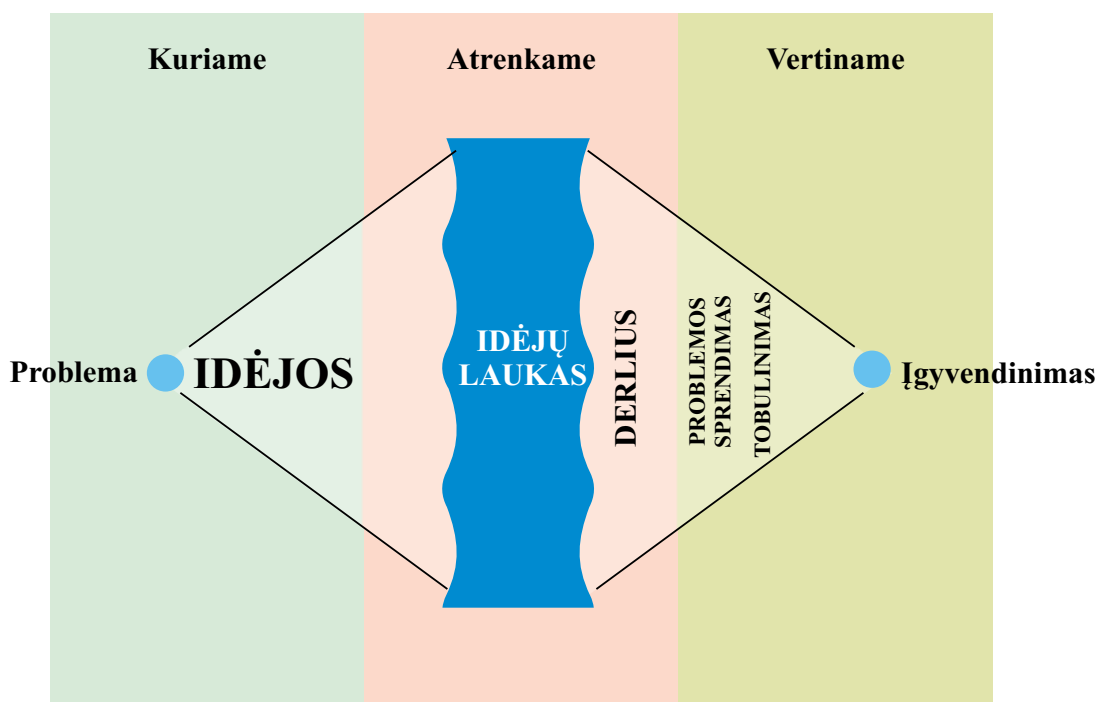 Kuriame
Atrenkame
Vertiname
Problema
IDĖJOS
IDĖJŲ
LAUKAS
DERLIUS
PROBLEMOS
SPRENDIMAS
TOBULINIMAS
Įgyvendinimas